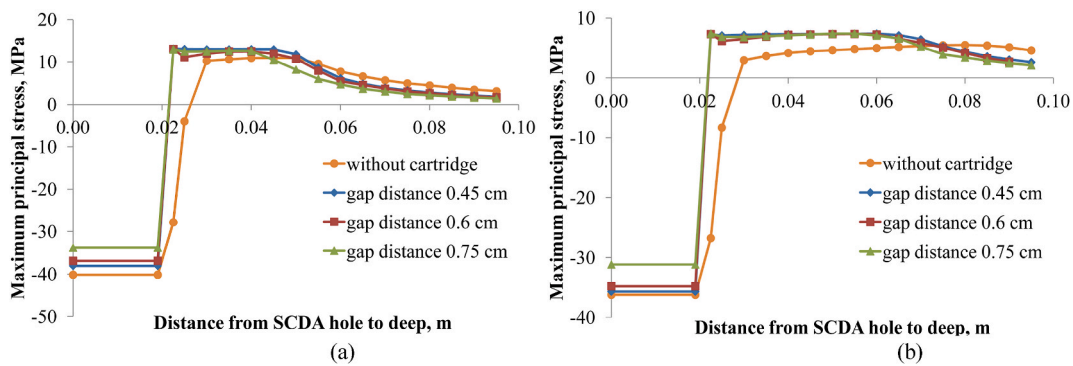 Maximum principal stress, MPa
20
10
0
-10
-20
-30
-40
-50
0.00 0.02 0.04 0.06 0.08 0.10
without cartridge
gap distance 0.45 cm
gap distance 0.6 cm
gap distance 0.75 cm
Distance from SCDA hole to deep, m
(a)
Maximum principal stress, MPa
10
0
-10
-20
-30
-40
0.00 0.02 0.04 0.06 0.08 0.10
without cartridge
gap distance 0.45 cm
gap distance 0.6 cm
gap distance 0.75 cm
Distance from SCDA hole to deep, m
(b)